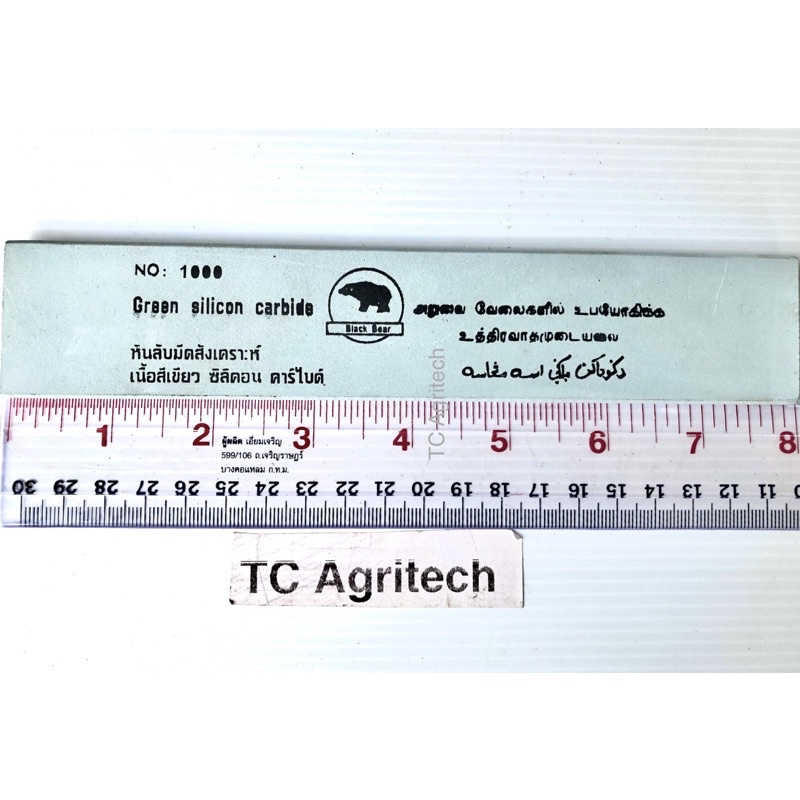 NO: 1000
Green silicon carbide
หินลับมีดสังเคราะห์
เนื้อสีเขียว ซิลิคอน คาร์ไบด์
Black Bear
அறுவை வேலைகளில் உபயோகிக்க
உத்திரவாதமுடையவை
1 2 3 4 5 6 7 8
ผู้ผลิต เอี่ยมเจริญ
599/106 ถ.เจริญราษฎร์
บางคอแหลม ก.ท.ม.
30 29 28 27 26 25 24 23 22 21 20 19 18 17 16 15 14 13 12 11
TC Agritech
TC Agritech